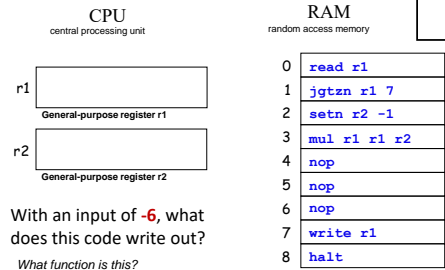 CPU
central processing unit
r1
General-purpose register r1
r2
General-purpose register r2
With an input of -6, what
does this code write out?
What function is this?
RAM
random access memory
0 read r1
1 jgtzn r1 7
2 setn r2 -1
3 mul r1 r1 r2
4 nop
5 nop
6 nop
7 write r1
8 halt